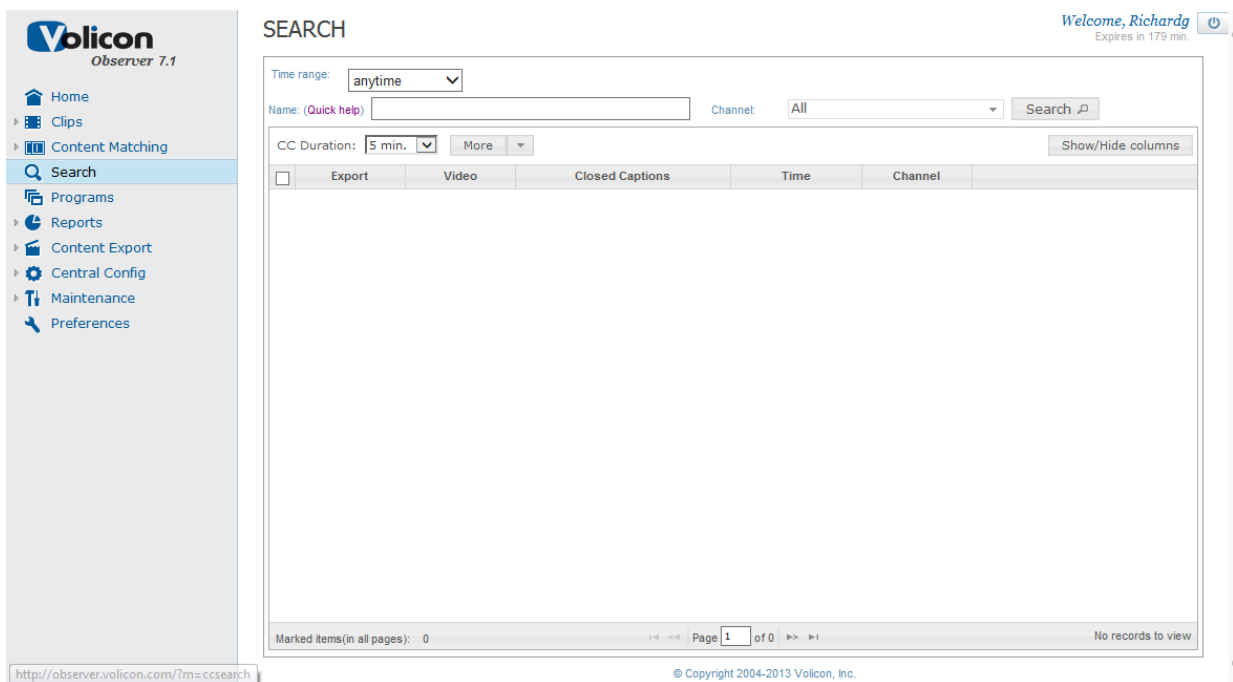 Volicon
Observer 7.1
Home
Clips
Content Matching
Search
Programs
Reports
Content Export
Central Config
Maintenance
Preferences
SEARCH
Welcome, Richardg
Expires in 179 min.
Time range: anytime
Name: (Quick help) Channel: All Search
CC Duration: 5 min. More Show/Hide columns
Export Video Closed Captions Time Channel
Marked items(in all pages): 0 Page 1 of 0 No records to view
http://observer.volicon.com/?m=ccsearch
© Copyright 2004-2013 Volicon, Inc.